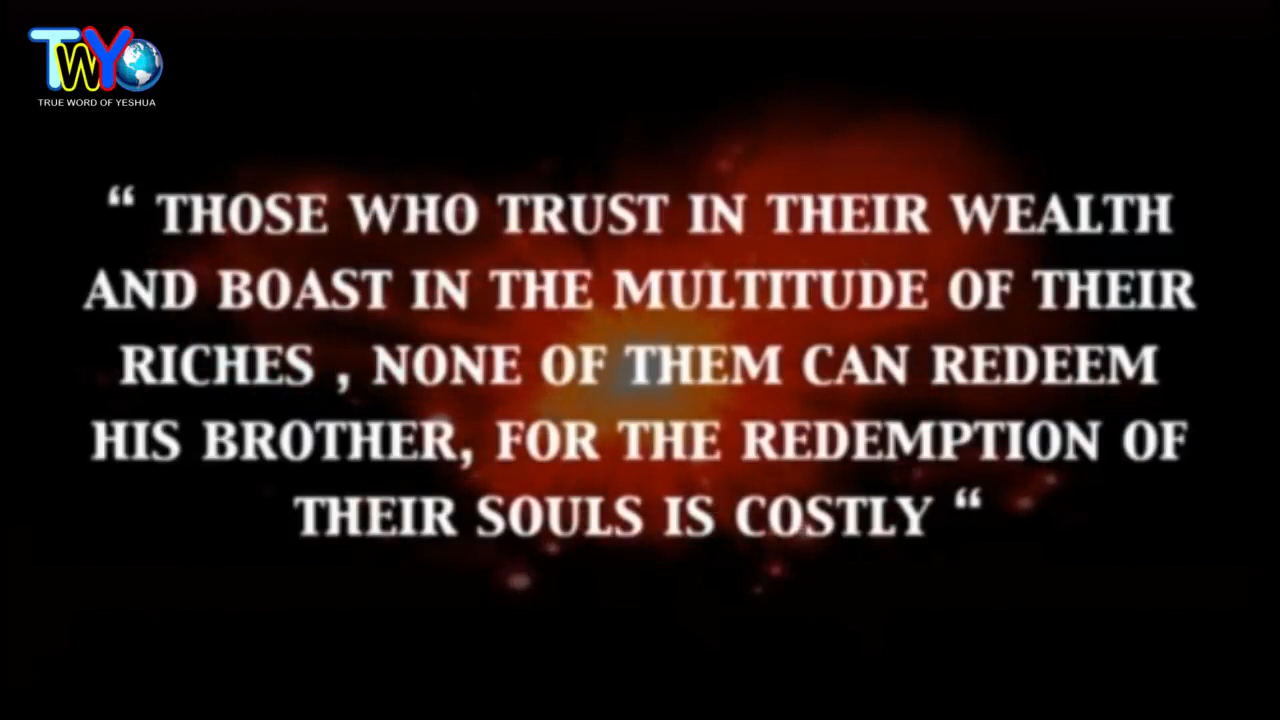 TWYO
TRUE WORD OF YESHUA
“ THOSE WHO TRUST IN THEIR WEALTH
AND BOAST IN THE MULTITUDE OF THEIR
RICHES , NONE OF THEM CAN REDEEM
HIS BROTHER, FOR THE REDEMPTION OF
THEIR SOULS IS COSTLY “